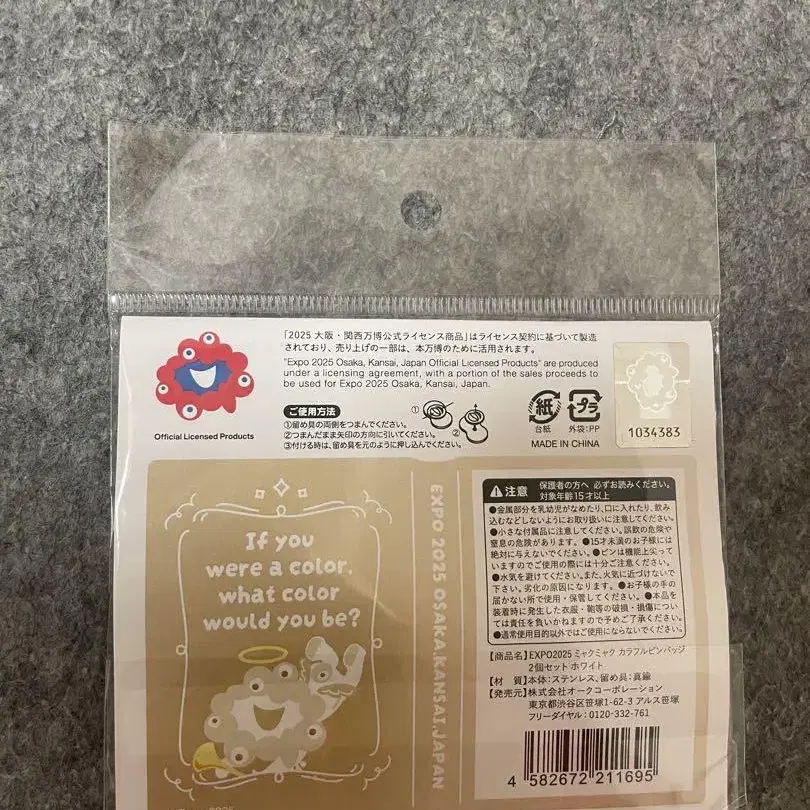 「2025 大阪・関西万博公式ライセンス商品」はライセンス契約に基づいて製造
されており、売り上げの一部は、本万博のために活用されます。
"Expo 2025 Osaka, Kansai, Japan Official Licensed Products" are produced
under a licensing agreement, with a portion of the sales proceeds to
be used for Expo 2025 Osaka, Kansai, Japan.
Official Licensed Products
ご使用方法
①留め具の両側をつまんでください。
②つまんだまま矢印の方向に引いてください。
③付ける時は、留め具を元のように押し込んでください。
①
②
紙
台紙
プラ
外袋:PP
MADE IN CHINA
1034383
If you
were a color,
what color
would you be?
EXPO 2025 OSAKA,KANSAI,JAPAN
注意
保護者の方へ 必ずお読みください。
対象年齢15才以上
●金属部分を乳幼児がなめたり、口に入れたり、飲み
込むなどしないようにお取り扱いに注意してください。
●小さな付属品に注意してください。誤飲の危険や
窒息の危険があります。●15才未満のお子様には
絶対に与えないでください。●ピンは機能上尖って
いますのでご使用の際には十分ご注意ください。
●水気を避けてください。また、火気に近づけないで
下さい。劣化の原因になります。●お子様の手の
届かない所で使用・保管してください。●本品を
装着時に発生した衣服・鞄等の破損・損傷につい
ては責任を負いかねますので予めご了承ください。
●通常使用目的以外ではご使用にならないでください。
【商品名】EXPO2025 ミャクミャク カラフルピンバッジ
2個セット ホワイト
【材　質】本体:ステンレス、留め具:真鍮
【発売元】株式会社オークコーポレーション
東京都渋谷区笹塚1-62-3 アルス笹塚
フリーダイヤル:0120-332-761
4 582672 211695